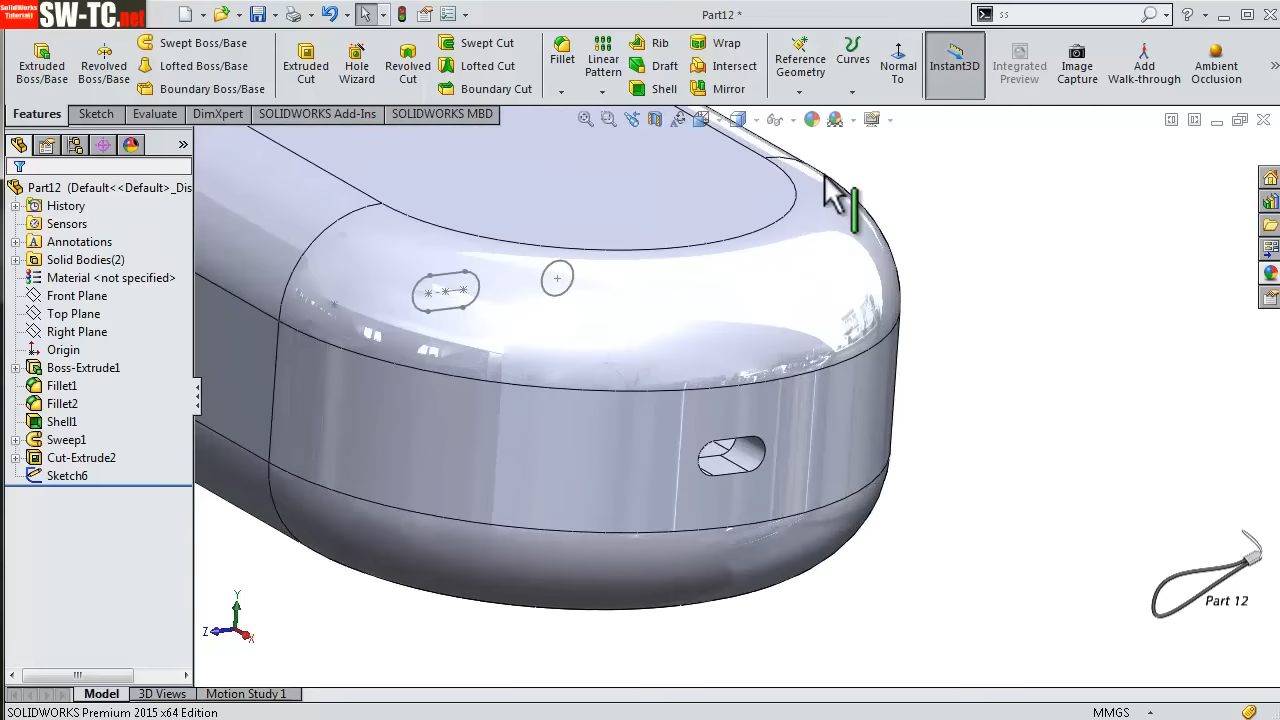 SolidWorks
Tutorial
SW-TC.net
Part12 *
ss
Extruded
Boss/Base
Revolved
Boss/Base
Swept Boss/Base
Lofted Boss/Base
Boundary Boss/Base
Extruded
Cut
Hole
Wizard
Revolved
Cut
Swept Cut
Lofted Cut
Boundary Cut
Fillet
Linear
Pattern
Rib
Draft
Shell
Wrap
Intersect
Mirror
Reference
Geometry
Curves
Normal
To
Instant3D
Integrated
Preview
Image
Capture
Add
Walk-through
Ambient
Occlusion
Features
Sketch
Evaluate
DimXpert
SOLIDWORKS Add-Ins
SOLIDWORKS MBD
Part12 (Default<<Default>_Dis
History
Sensors
Annotations
Solid Bodies(2)
Material <not specified>
Front Plane
Top Plane
Right Plane
Origin
Boss-Extrude1
Fillet1
Fillet2
Shell1
Sweep1
Cut-Extrude2
Sketch6
Y
Z
X
Part 12
Model
3D Views
Motion Study 1
SOLIDWORKS Premium 2015 x64 Edition
MMGS